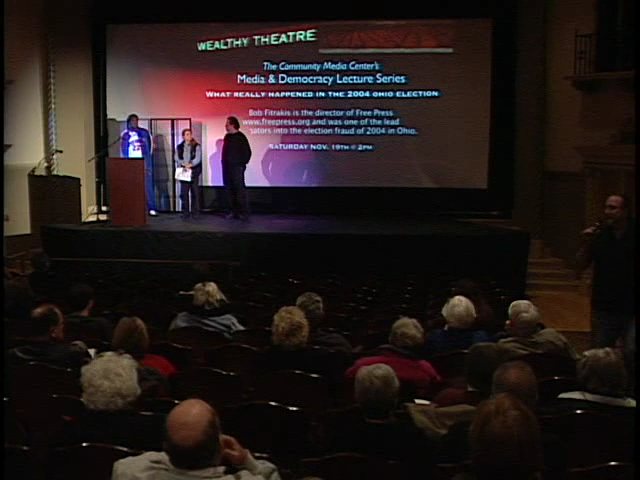 WEALTHY THEATRE
The Community Media Center's
Media & Democracy Lecture Series
WHAT REALLY HAPPENED IN THE 2004 OHIO ELECTION
Bob Fitrakis is the director of Free Press
www.freepress.org and was one of the lead
ators into the election fraud of 2004 in Ohio.
SATURDAY NOV. 19TH @ 2PM